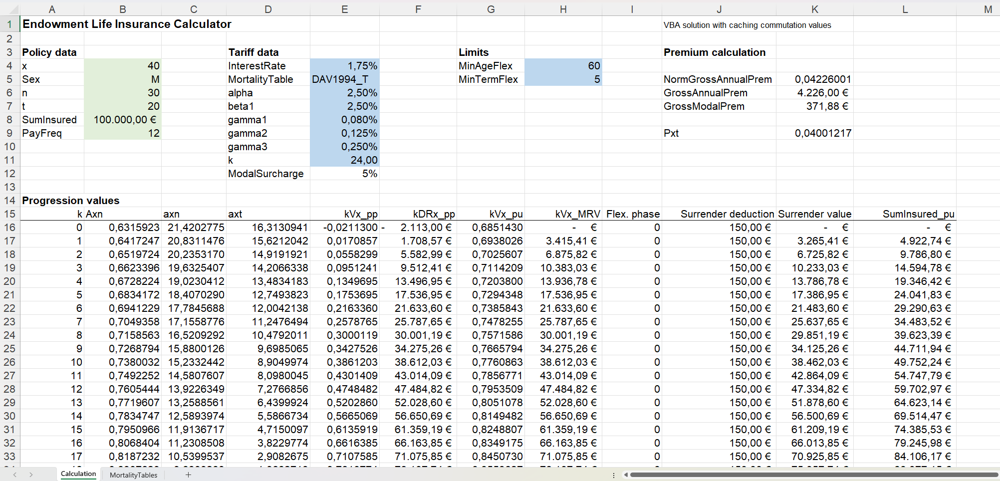 A B C D E F G H I J K L M
1 Endowment Life Insurance Calculator VBA solution with caching commutation values
2
3 Policy data Tariff data Limits Premium calculation
4 x 40 InterestRate 1,75% MinAgeFlex 60
5 Sex M MortalityTable DAV1994_T MinTermFlex 5 NormGrossAnnualPrem 0,04226001
6 n 30 alpha 2,50% GrossAnnualPrem 4.226,00 €
7 t 20 beta1 2,50% GrossModalPrem 371,88 €
8 SumInsured 100.000,00 € gamma1 0,080%
9 PayFreq 12 gamma2 0,125% Pxt 0,04001217
10 gamma3 0,250%
11 k 24,00
12 ModalSurcharge 5%
13
14 Progression values
15 k Axn axn axt kVx_pp kDRx_pp kVx_pu kVx_MRV Flex. phase Surrender deduction Surrender value SumInsured_pu
16 0 0,6315923 21,4202775 16,3130941 -0,0211300 - 2.113,00 € 0,6851430 - € 0 150,00 € - € - €
17 1 0,6417247 20,8311476 15,6212042 0,0170857 1.708,57 € 0,6938026 3.415,41 € 0 150,00 € 3.265,41 € 4.922,74 €
18 2 0,6519724 20,2353170 14,9191921 0,0558299 5.582,99 € 0,7025607 6.875,82 € 0 150,00 € 6.725,82 € 9.786,80 €
19 3 0,6623396 19,6325407 14,2066338 0,0951241 9.512,41 € 0,7114209 10.383,03 € 0 150,00 € 10.233,03 € 14.594,78 €
20 4 0,6728224 19,0230412 13,4834183 0,1349695 13.496,95 € 0,7203800 13.936,78 € 0 150,00 € 13.786,78 € 19.346,42 €
21 5 0,6834172 18,4070290 12,7493823 0,1753695 17.536,95 € 0,7294348 17.536,95 € 0 150,00 € 17.386,95 € 24.041,83 €
22 6 0,6941229 17,7845688 12,0042138 0,2163360 21.633,60 € 0,7385843 21.633,60 € 0 150,00 € 21.483,60 € 29.290,63 €
23 7 0,7049358 17,1558776 11,2476494 0,2578765 25.787,65 € 0,7478255 25.787,65 € 0 150,00 € 25.637,65 € 34.483,52 €
24 8 0,7158563 16,5209292 10,4792011 0,3000119 30.001,19 € 0,7571586 30.001,19 € 0 150,00 € 29.851,19 € 39.623,39 €
25 9 0,7268794 15,8800126 9,6985065 0,3427526 34.275,26 € 0,7665794 34.275,26 € 0 150,00 € 34.125,26 € 44.711,94 €
26 10 0,7380032 15,2332442 8,9049974 0,3861203 38.612,03 € 0,7760863 38.612,03 € 0 150,00 € 38.462,03 € 49.752,24 €
27 11 0,7492252 14,5807607 8,0980045 0,4301409 43.014,09 € 0,7856771 43.014,09 € 0 150,00 € 42.864,09 € 54.747,79 €
28 12 0,7605444 13,9226349 7,2766856 0,4748482 47.484,82 € 0,7953509 47.484,82 € 0 150,00 € 47.334,82 € 59.702,97 €
29 13 0,7719607 13,2588561 6,4399924 0,5202860 52.028,60 € 0,8051078 52.028,60 € 0 150,00 € 51.878,60 € 64.623,14 €
30 14 0,7834747 12,5893974 5,5866734 0,5665069 56.650,69 € 0,8149482 56.650,69 € 0 150,00 € 56.500,69 € 69.514,47 €
31 15 0,7950966 11,9136717 4,7150097 0,6135919 61.359,19 € 0,8248807 61.359,19 € 0 150,00 € 61.209,19 € 74.385,53 €
32 16 0,8068404 11,2308508 3,8229774 0,6616385 66.163,85 € 0,8349175 66.163,85 € 0 150,00 € 66.013,85 € 79.245,98 €
33 17 0,8187232 10,5399537 2,9082675 0,7107585 71.075,85 € 0,8450730 71.075,85 € 0 150,00 € 70.925,85 € 84.106,17 €
Calculation MortalityTables